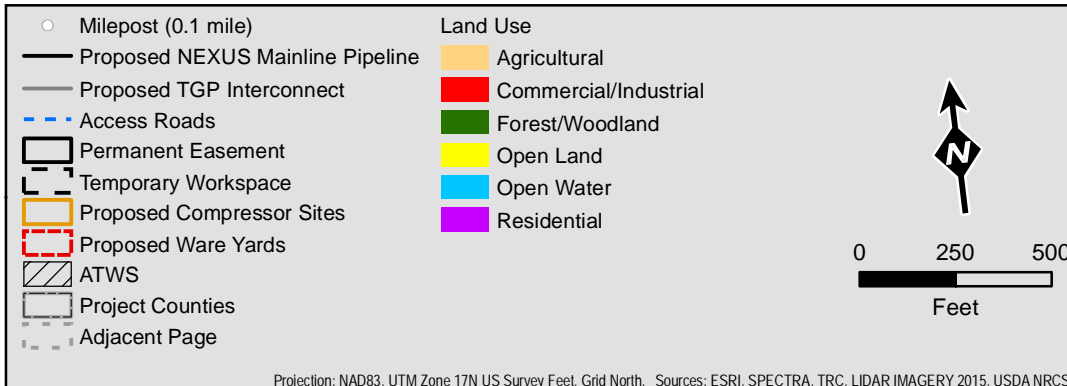 Milepost (0.1 mile)
Proposed NEXUS Mainline Pipeline
Proposed TGP Interconnect
Access Roads
Permanent Easement
Temporary Workspace
Proposed Compressor Sites
Proposed Ware Yards
ATWS
Project Counties
Adjacent Page
Land Use
Agricultural
Commercial/Industrial
Forest/Woodland
Open Land
Open Water
Residential
N
0 250 500
Feet
Projection: NAD83, UTM Zone 17N US Survey Feet, Grid North. Sources: ESRI, SPECTRA, TRC, LIDAR IMAGERY 2015, USDA NRCS